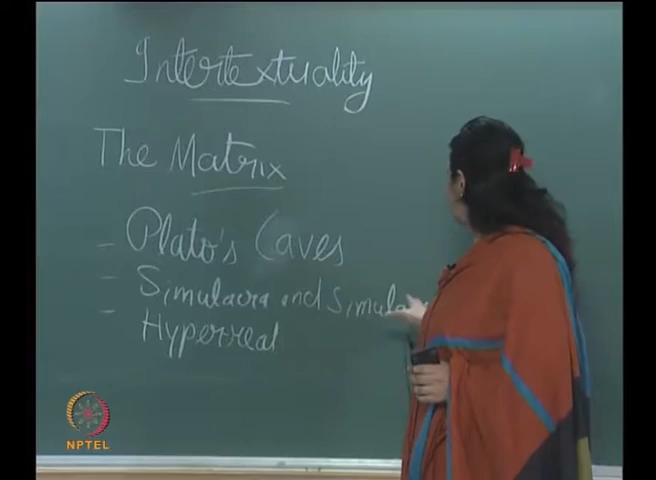 Intertextuality
The Matrix
- Plato's Caves
- Simulacra and Simula
- Hyperreal
NPTEL